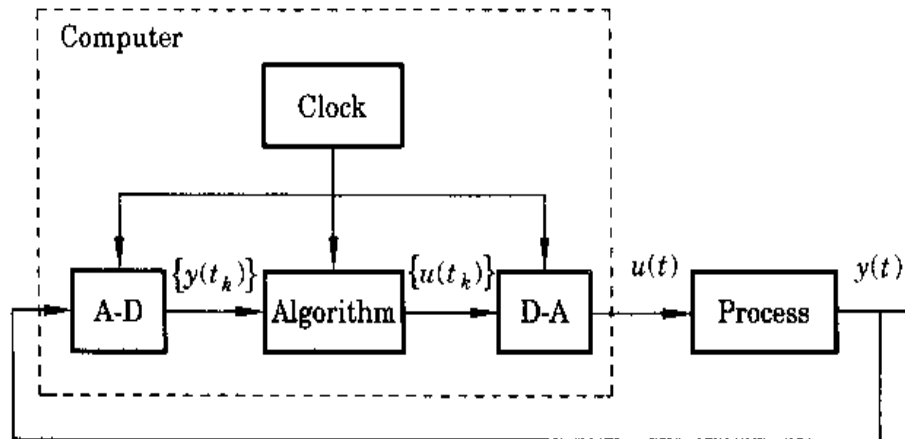 Computer
Clock
{y(t_k)}
{u(t_k)}
u(t)
y(t)
A-D
Algorithm
D-A
Process